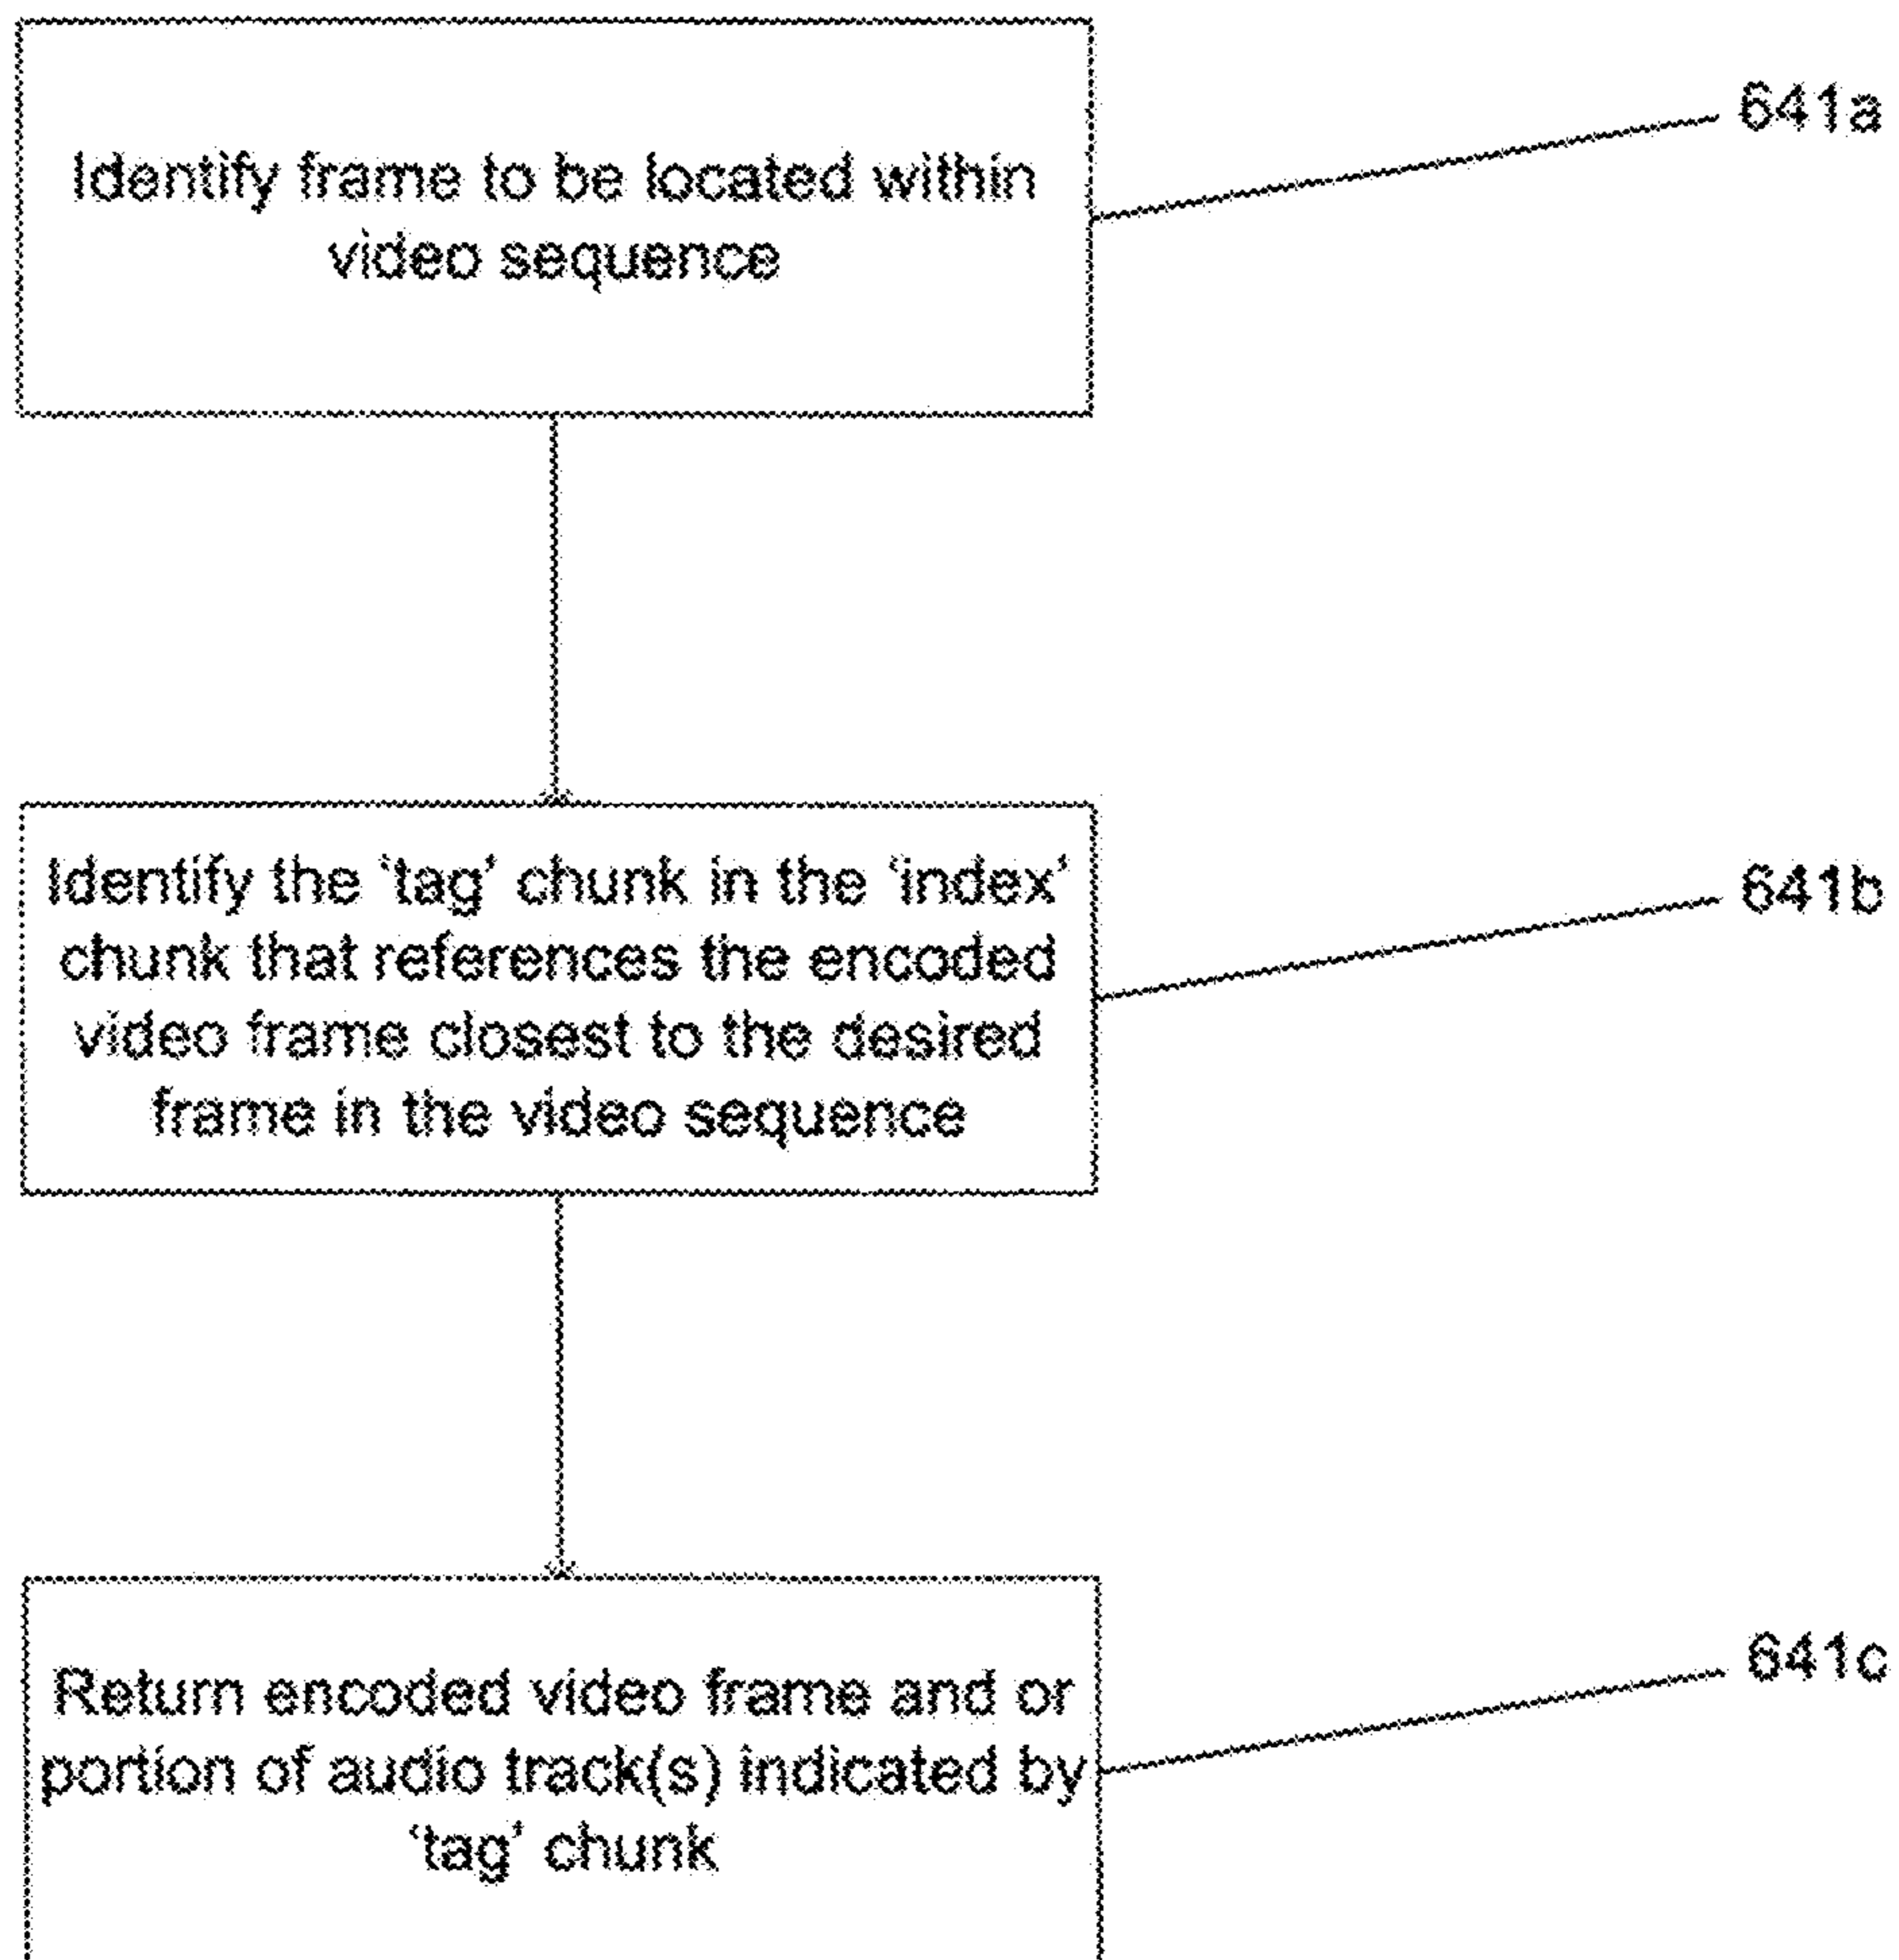 Identify frame to be located within
video sequence
641a
Identify the ‘tag’ chunk in the ‘index’
chunk that references the encoded
video frame closest to the desired
frame in the video sequence
641b
Return encoded video frame and or
portion of audio track(s) indicated by
‘tag’ chunk
641c